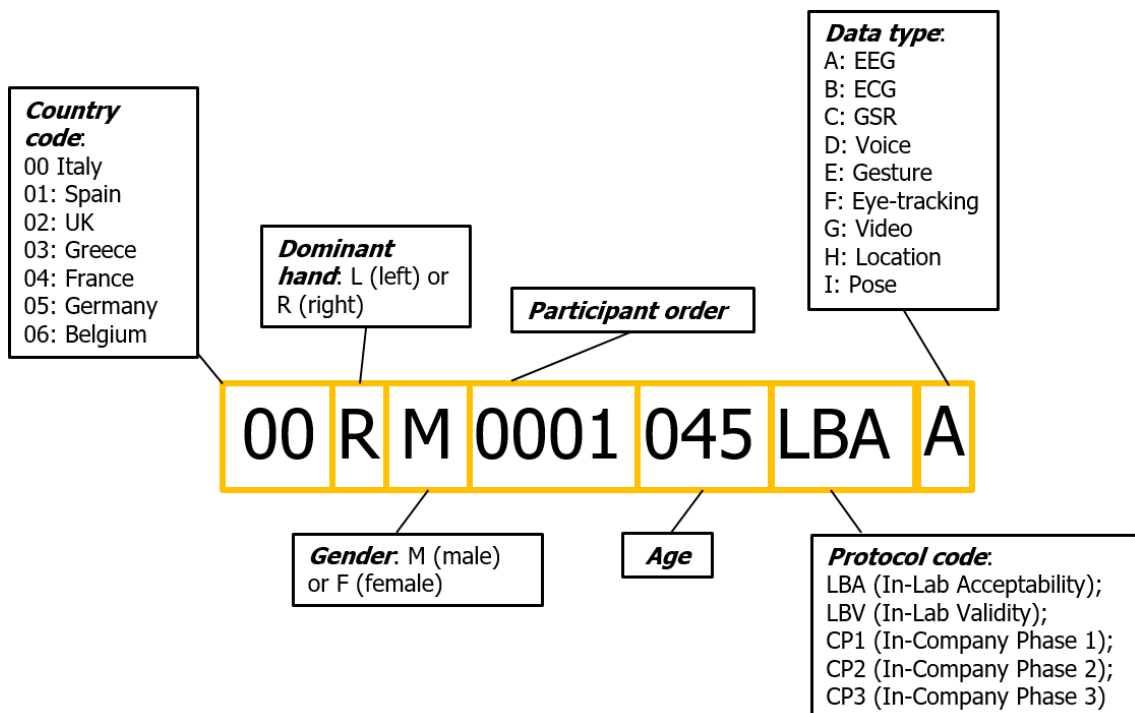 Data type:
A: EEG
B: ECG
C: GSR
D: Voice
E: Gesture
F: Eye-tracking
G: Video
H: Location
I: Pose
Country
code:
00 Italy
01: Spain
02: UK
03: Greece
04: France
05: Germany
06: Belgium
Dominant
hand: L (left) or
R (right)
Participant order
00 R M 0001 045 LBA A
Gender: M (male)
or F (female)
Age
Protocol code:
LBA (In-Lab Acceptability);
LBV (In-Lab Validity);
CP1 (In-Company Phase 1);
CP2 (In-Company Phase 2);
CP3 (In-Company Phase 3)